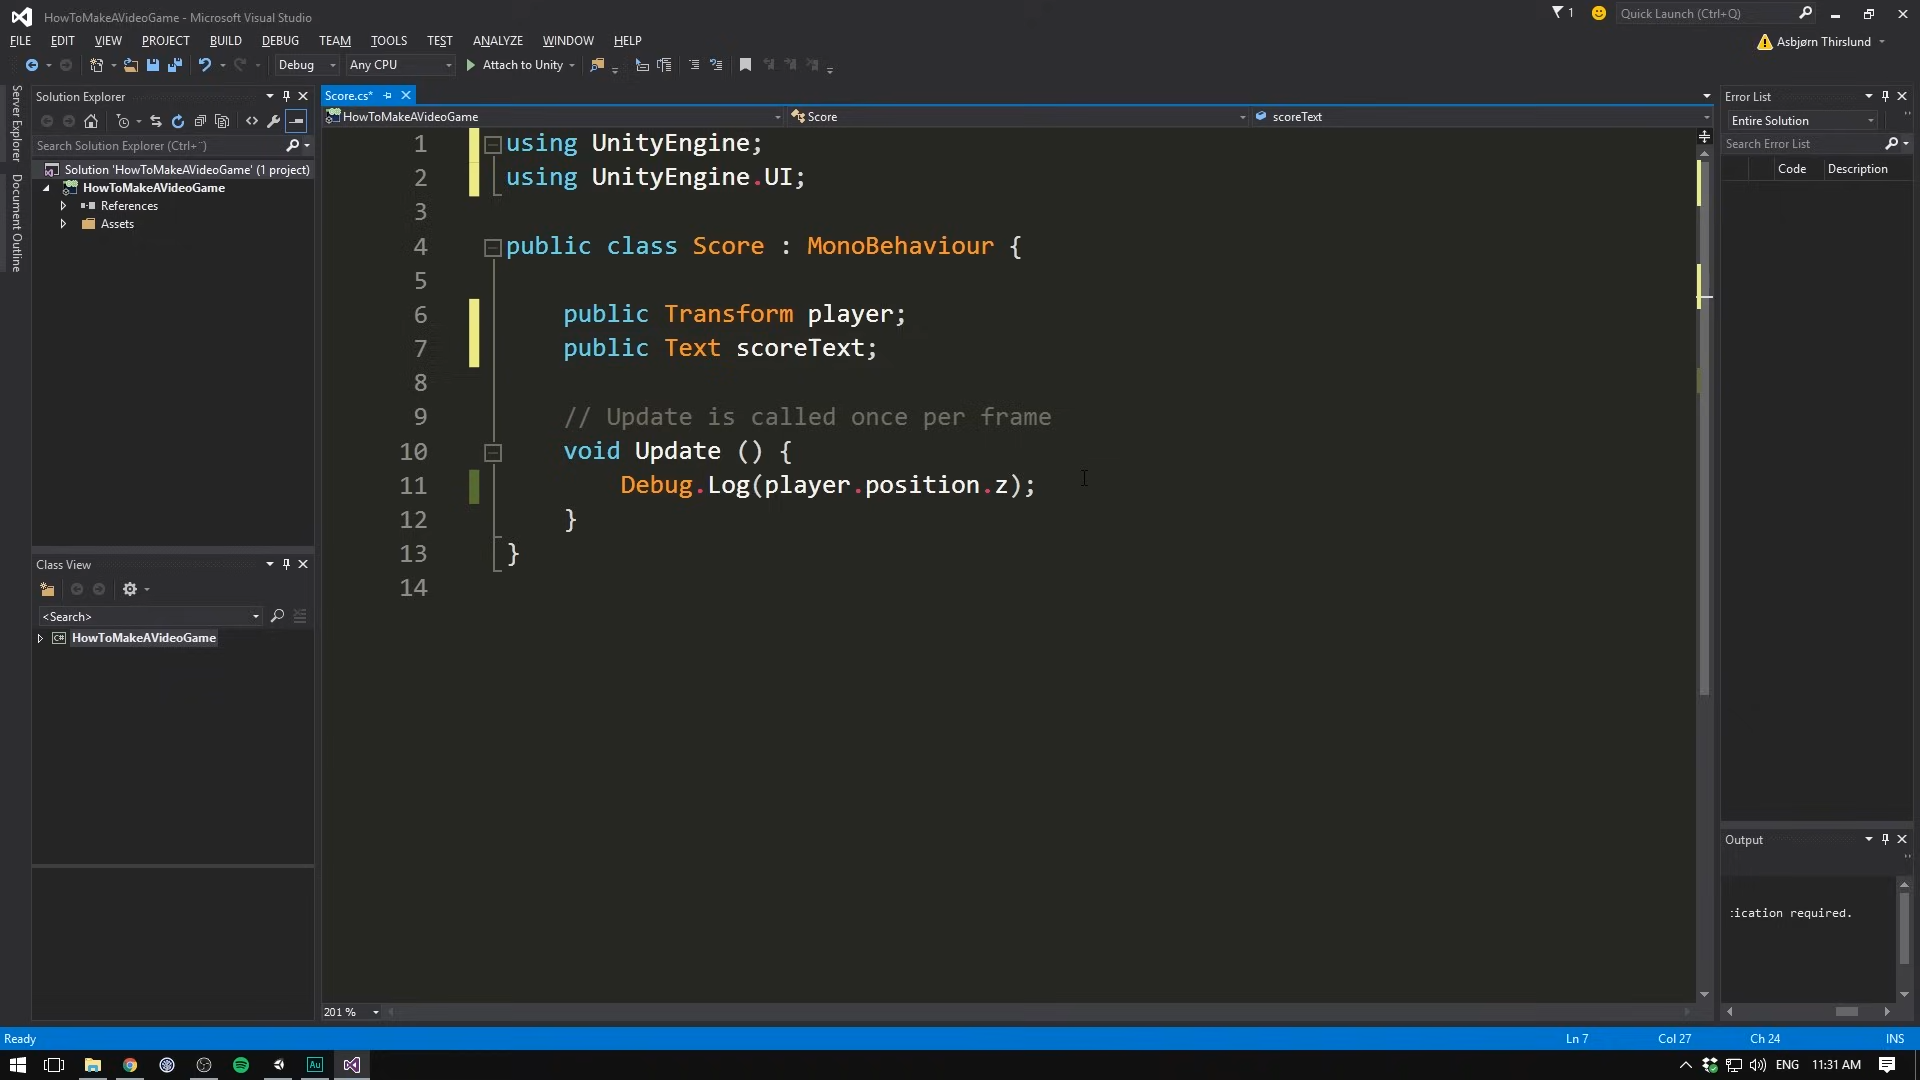 HowToMakeAVideoGame - Microsoft Visual Studio
1
Quick Launch (Ctrl+Q)
FILE EDIT VIEW PROJECT BUILD DEBUG TEAM TOOLS TEST ANALYZE WINDOW HELP
Asbjørn Thirslund
Debug Any CPU Attach to Unity
Server Explorer
Document Outline
Solution Explorer
Search Solution Explorer (Ctrl+¨)
Solution 'HowToMakeAVideoGame' (1 project)
HowToMakeAVideoGame
References
Assets
Class View
<Search>
HowToMakeAVideoGame
Score.cs*
HowToMakeAVideoGame Score scoreText
1 using UnityEngine;
2 using UnityEngine.UI;
3
4 public class Score : MonoBehaviour {
5
6 public Transform player;
7 public Text scoreText;
8
9 // Update is called once per frame
10 void Update () {
11 Debug.Log(player.position.z);
12 }
13 }
14
201 %
Error List
Entire Solution
Search Error List
Code Description
Output
ication required.
Ready Ln 7 Col 27 Ch 24 INS
Au
ENG 11:31 AM